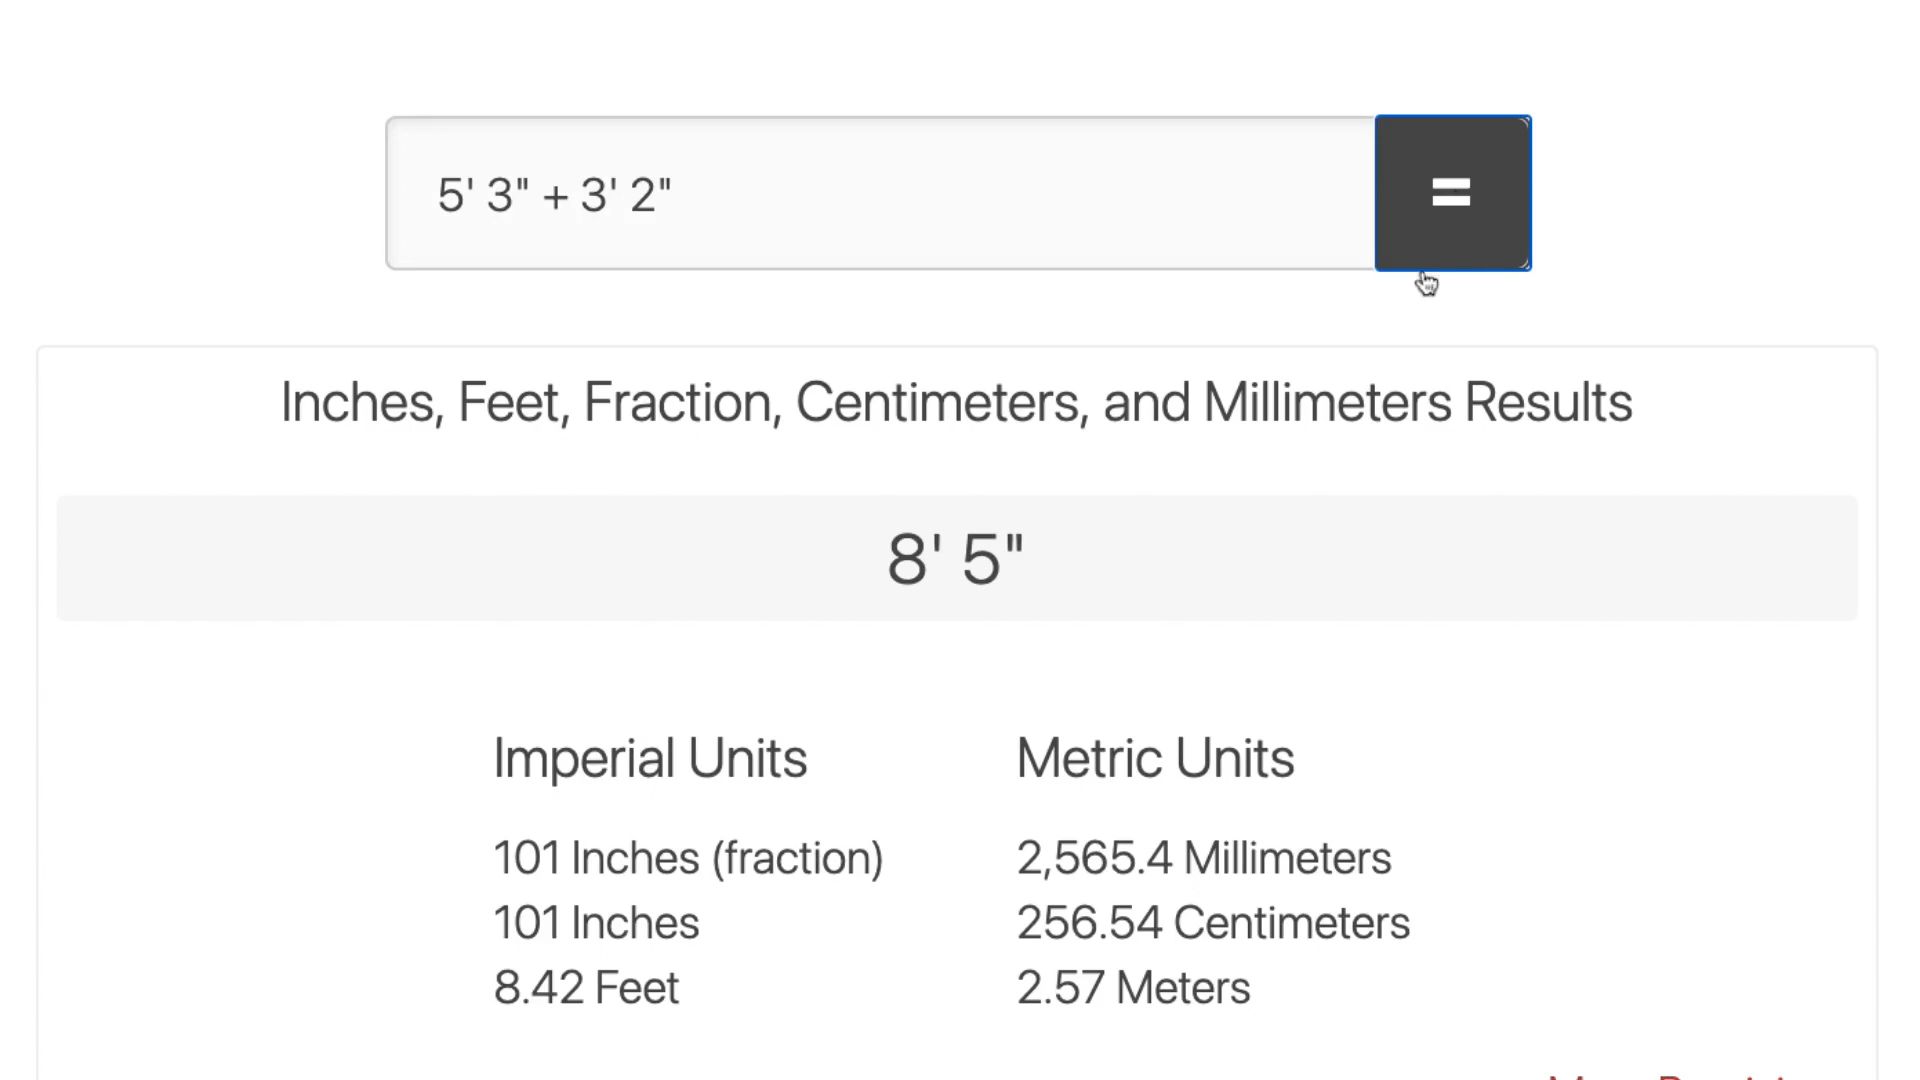 5' 3" + 3' 2"
=
Inches, Feet, Fraction, Centimeters, and Millimeters Results
8' 5"
Imperial Units
101 Inches (fraction)
101 Inches
8.42 Feet
Metric Units
2,565.4 Millimeters
256.54 Centimeters
2.57 Meters